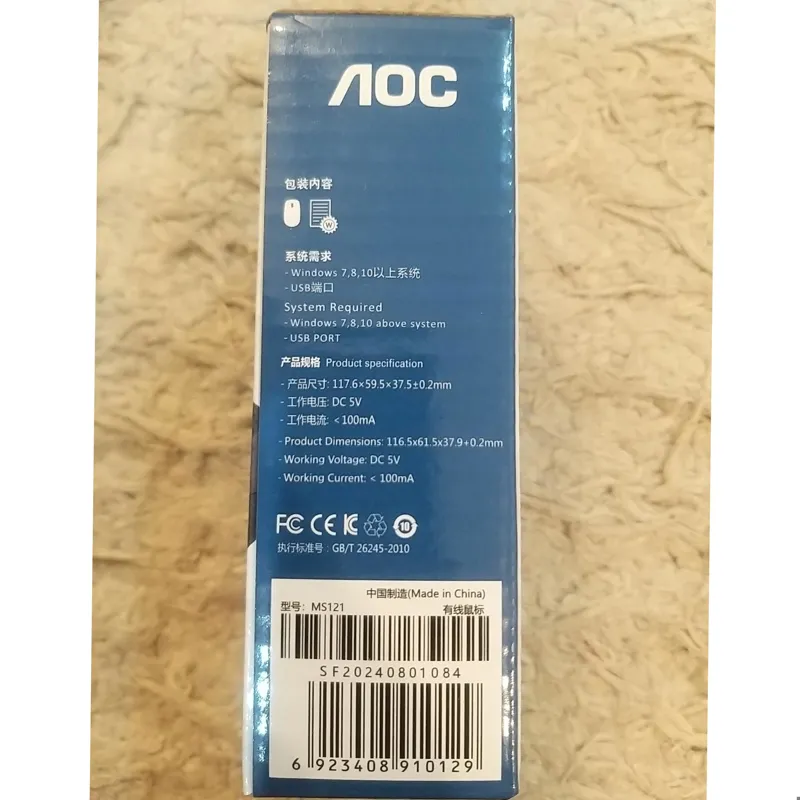 AOC
包装内容
W
系统需求
- Windows 7,8,10以上系统
- USB端口
System Required
- Windows 7,8,10 above system
- USB PORT
产品规格 Product specification
- 产品尺寸: 117.6×59.5×37.5±0.2mm
- 工作电压: DC 5V
- 工作电流: <100mA
- Product Dimensions: 116.5x61.5x37.9+0.2mm
- Working Voltage: DC 5V
- Working Current: < 100mA
FC CE KC 10
执行标准号：GB/T 26245-2010
中国制造(Made in China)
型号: MS121 有线鼠标
SF20240801084
6 923408 910129